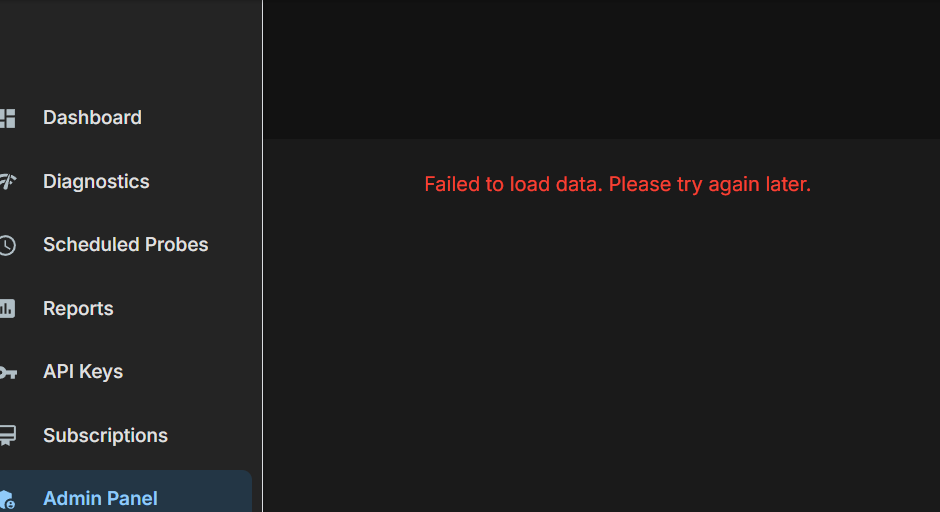 Dashboard
Diagnostics
Scheduled Probes
Reports
API Keys
Subscriptions
Admin Panel
Failed to load data. Please try again later.